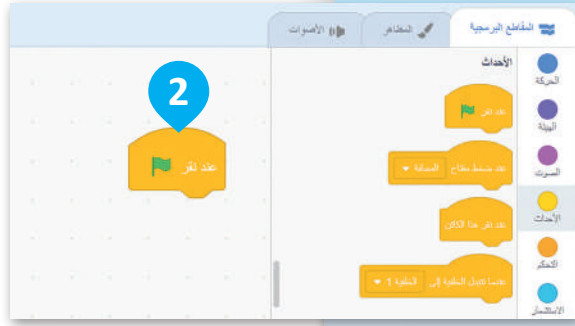 المقاطع البرمجية
المظاهر
الأصوات
الحركة
الهيئة
الصوت
الأحداث
التحكم
الاستشعار
الأحداث
عند نقر
عند ضغط مفتاح المسافة
عند نقر هذا الكائن
عندما تتبدل الخلفية إلى الخلفية 1
2
عند نقر